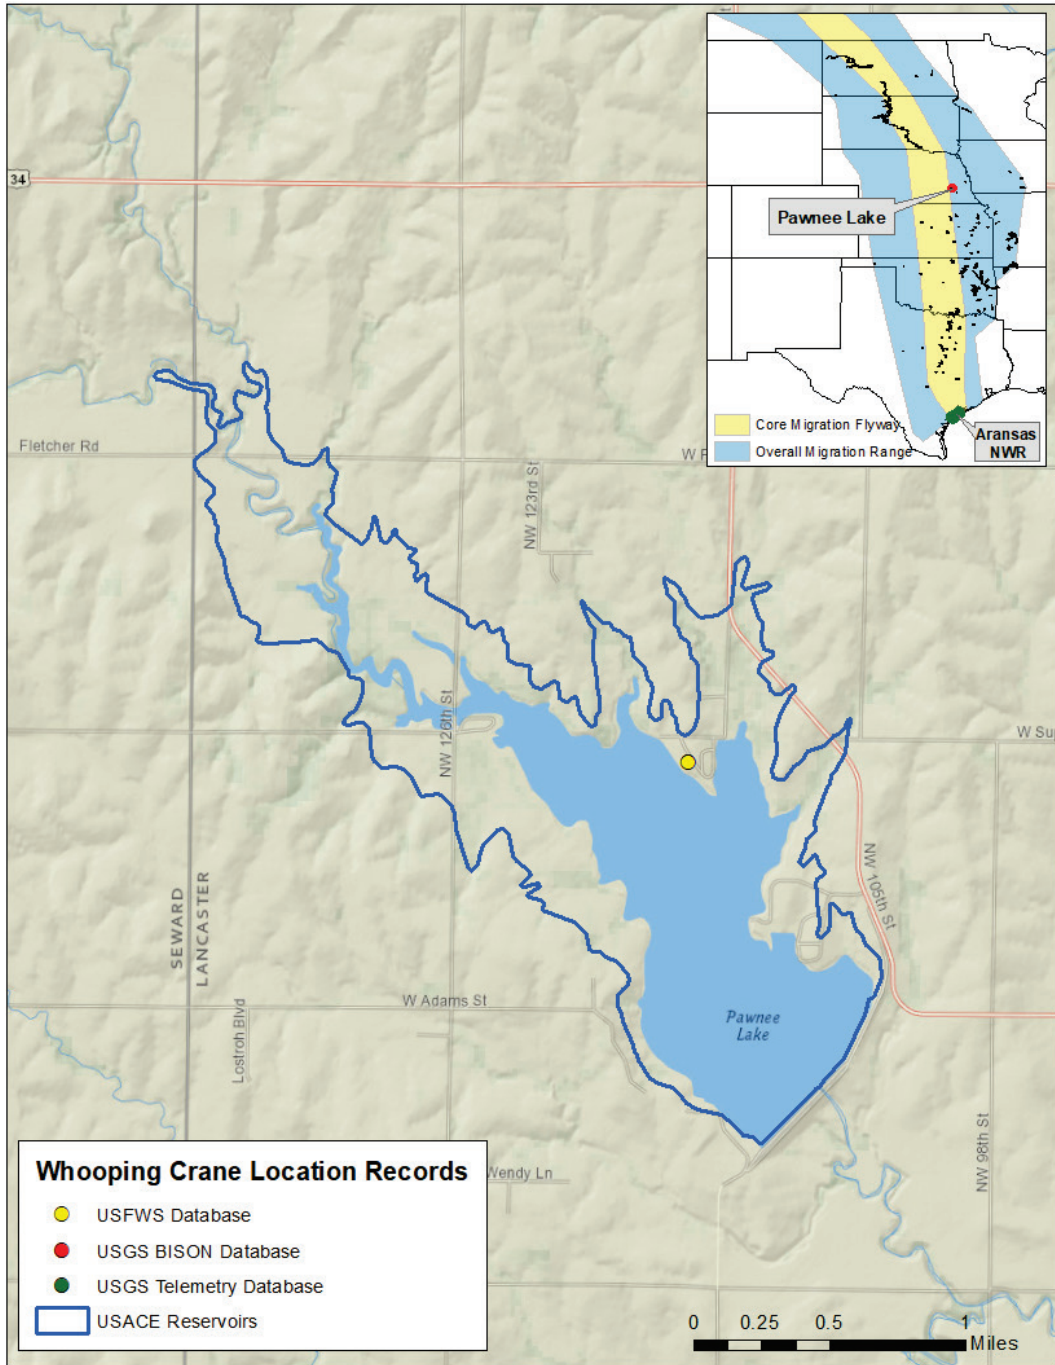 34
Pawnee Lake
Core Migration Flyway
Overall Migration Range
Aransas
NWR
Fletcher Rd
W F
NW 123rd St
NW 126th St
W Su
NW 105th St
SEWARD
LANCASTER
W Adams St
Lostroh Blvd
Pawnee
Lake
NW 98th St
Wendy Ln
Whooping Crane Location Records
USFWS Database
USGS BISON Database
USGS Telemetry Database
USACE Reservoirs
0 0.25 0.5 1
Miles